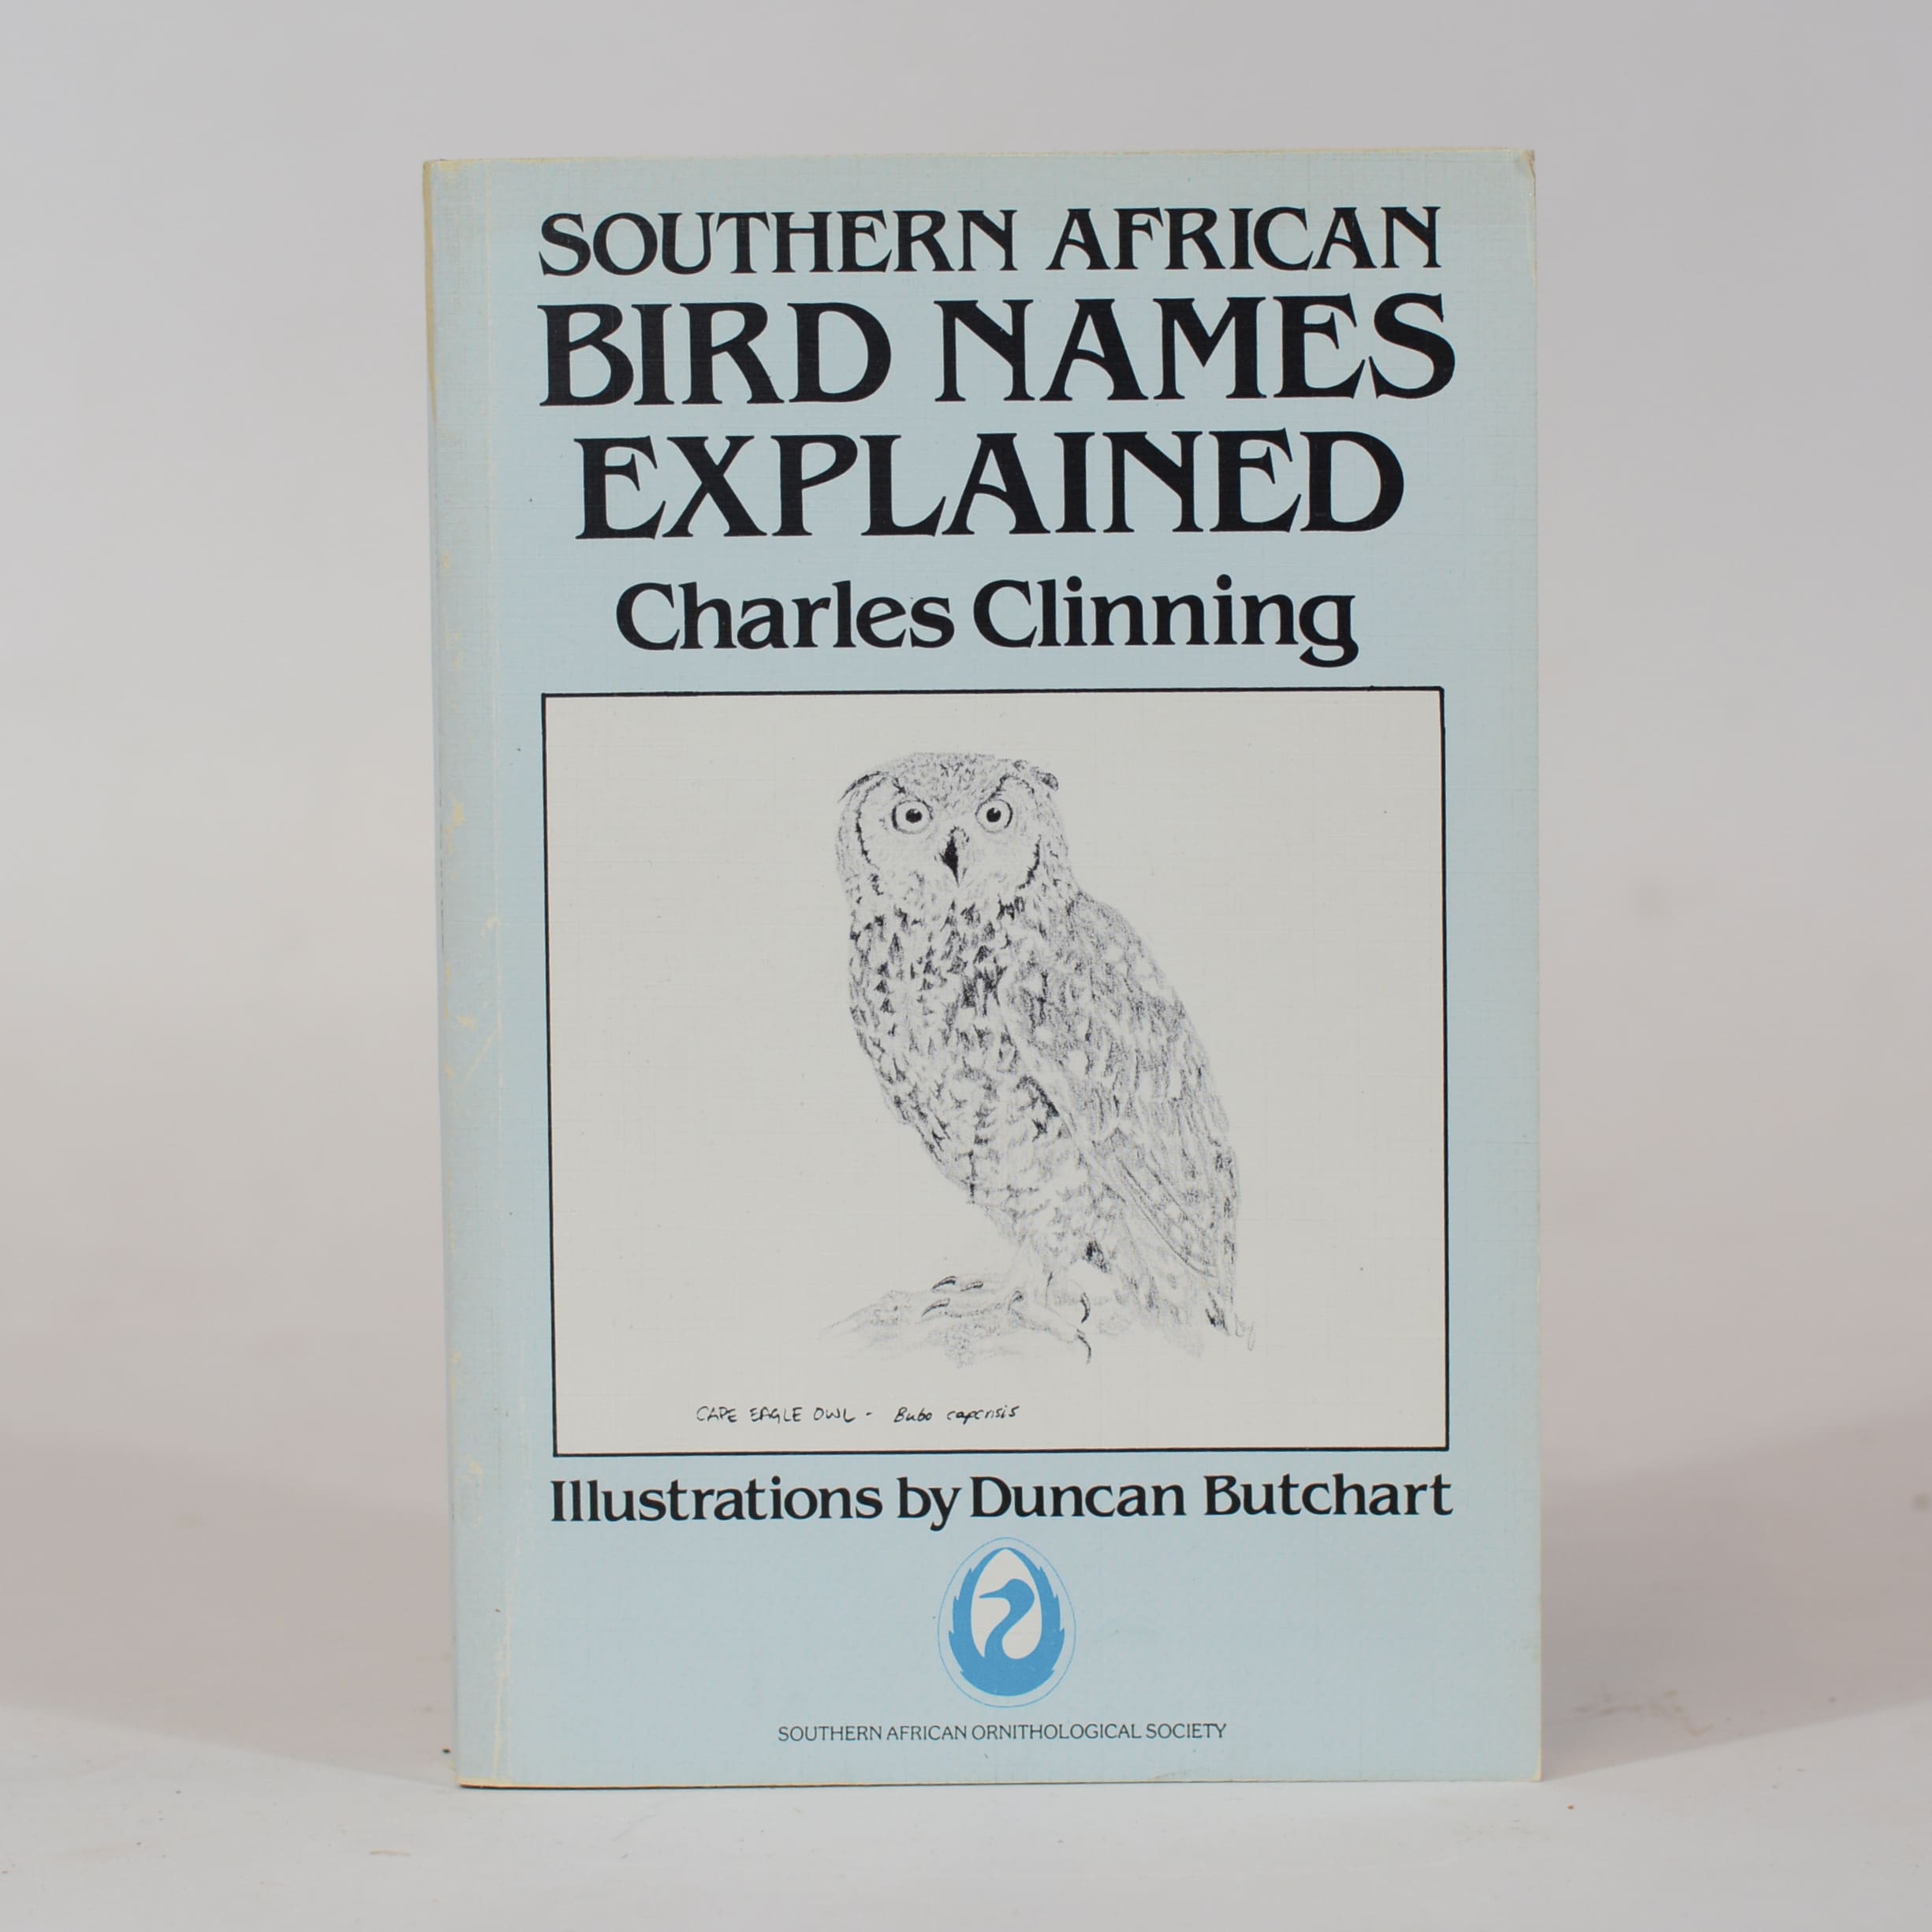 SOUTHERN AFRICAN
BIRD NAMES
EXPLAINED
Charles Clinning
CAPE EAGLE OWL - Bubo capensis
Illustrations by Duncan Butchart
SOUTHERN AFRICAN ORNITHOLOGICAL SOCIETY